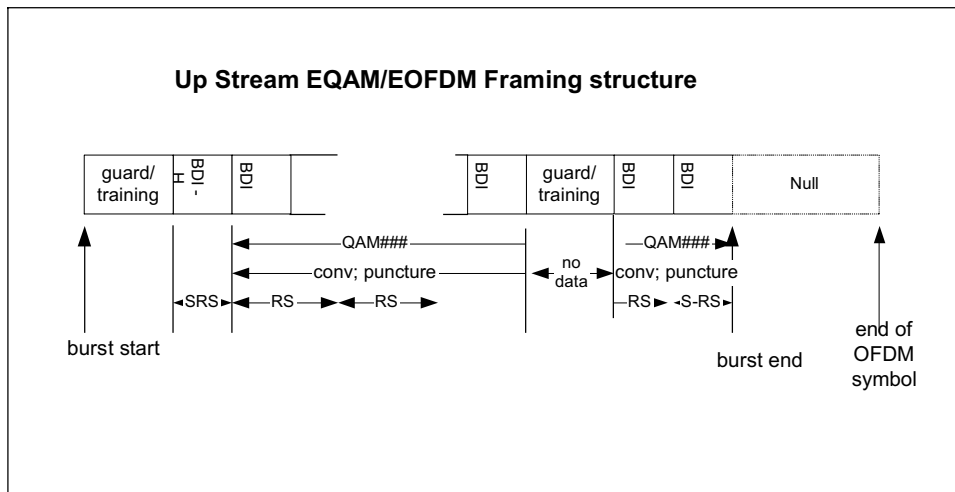 Up Stream EQAM/EOFDM Framing structure
guard/
training
BDI -
H
BDI
BDI
guard/
training
BDI
BDI
Null
QAM###
QAM###
conv; puncture
no
data
conv; puncture
SRS
RS
RS
RS
S-RS
burst start
burst end
end of
OFDM
symbol